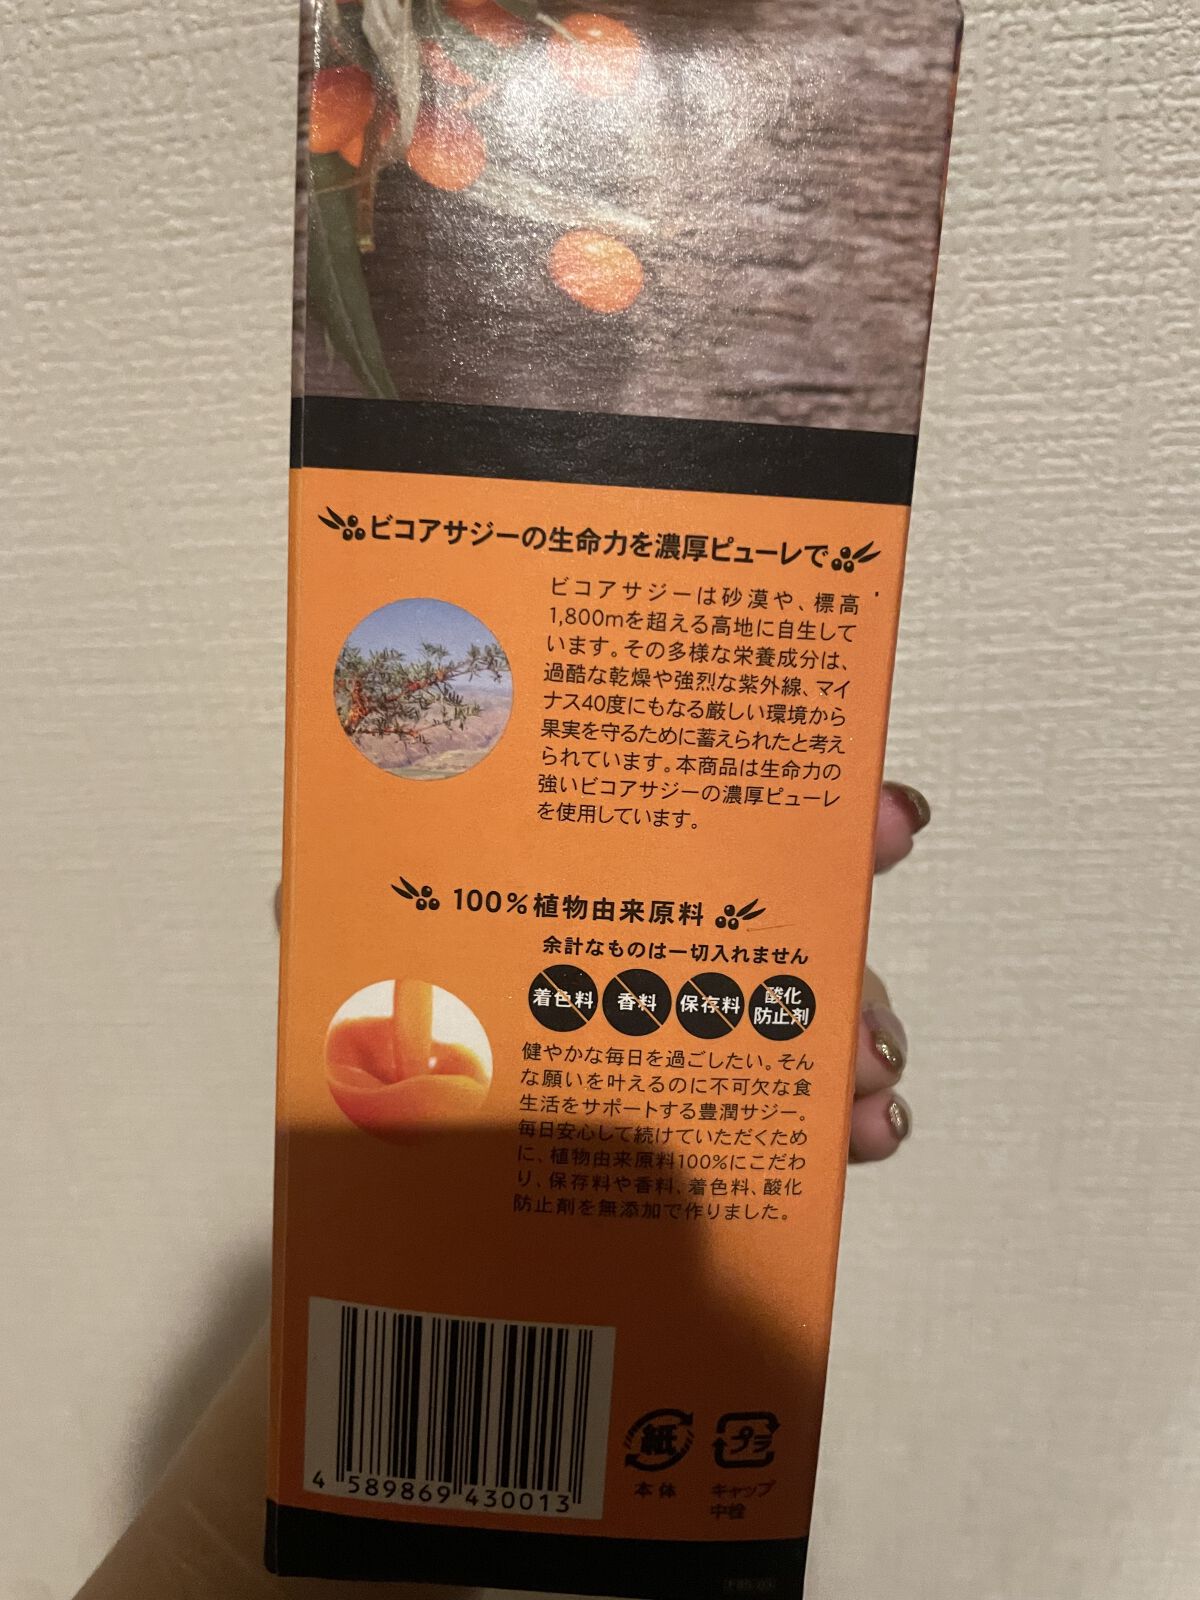 ビコアサジーの生命力を濃厚ピューレで
ビコアサジーは砂漠や、標高
1,800mを超える高地に自生して
います。その多様な栄養成分は、
過酷な乾燥や強烈な紫外線、マイ
ナス40度にもなる厳しい環境から
果実を守るために蓄えられたと考え
られています。本商品は生命力の
強いビコアサジーの濃厚ピューレ
を使用しています。
100%植物由来原料
余計なものは一切入れません
着色料 香料 保存料 酸化
防止剤
健やかな毎日を過ごしたい。そん
な願いを叶えるのに不可欠な食
生活をサポートする豊潤サジー。
毎日安心して続けていただくため
に、植物由来原料100%にこだわ
り、保存料や香料、着色料、酸化
防止剤を無添加で作りました。
4 589869 430013
紙 プラ
本体 キャップ
中栓